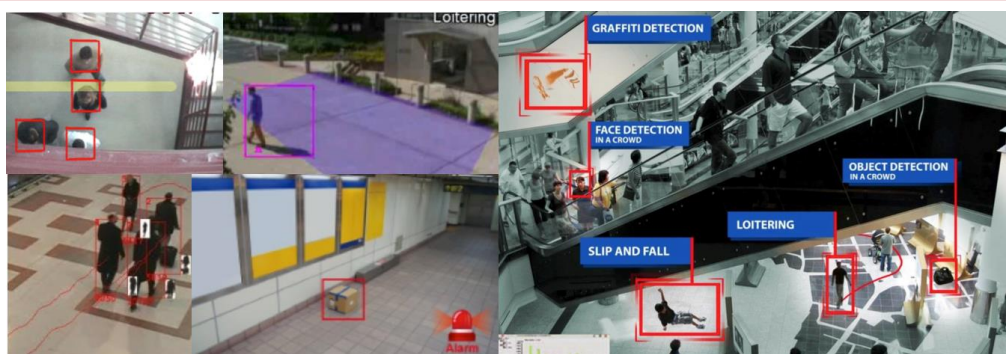 Loitering
GRAFFITI DETECTION
FACE DETECTION
IN A CROWD
OBJECT DETECTION
IN A CROWD
LOITERING
SLIP AND FALL
Alarm